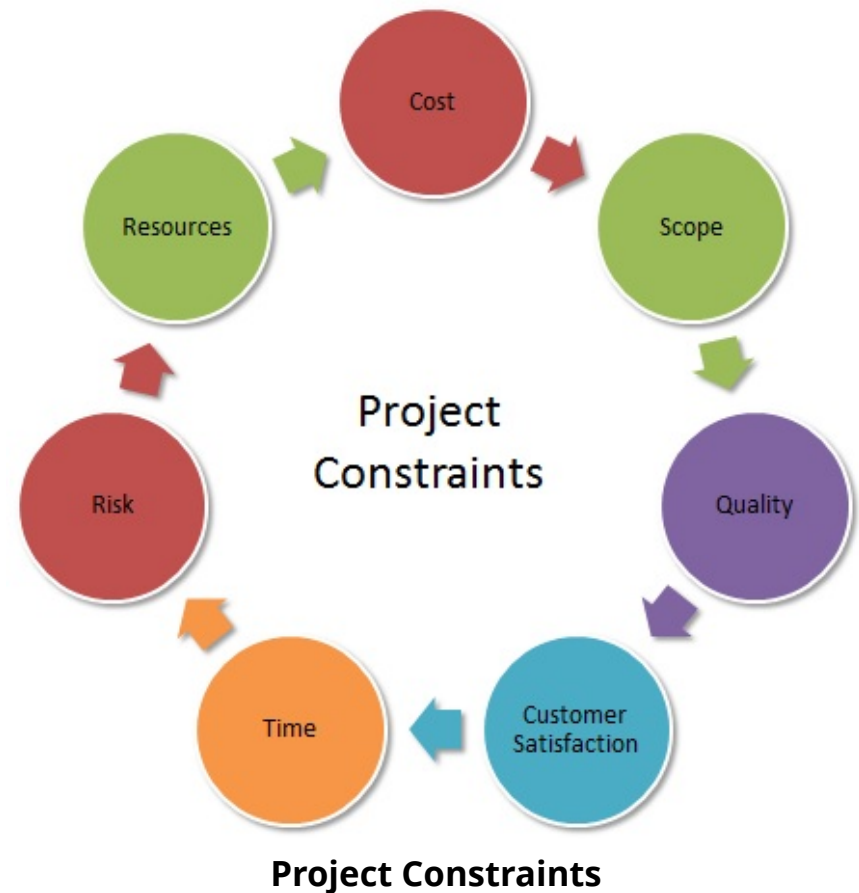 Cost
Resources
Scope
Project
Constraints
Risk
Quality
Time
Customer
Satisfaction
Project Constraints